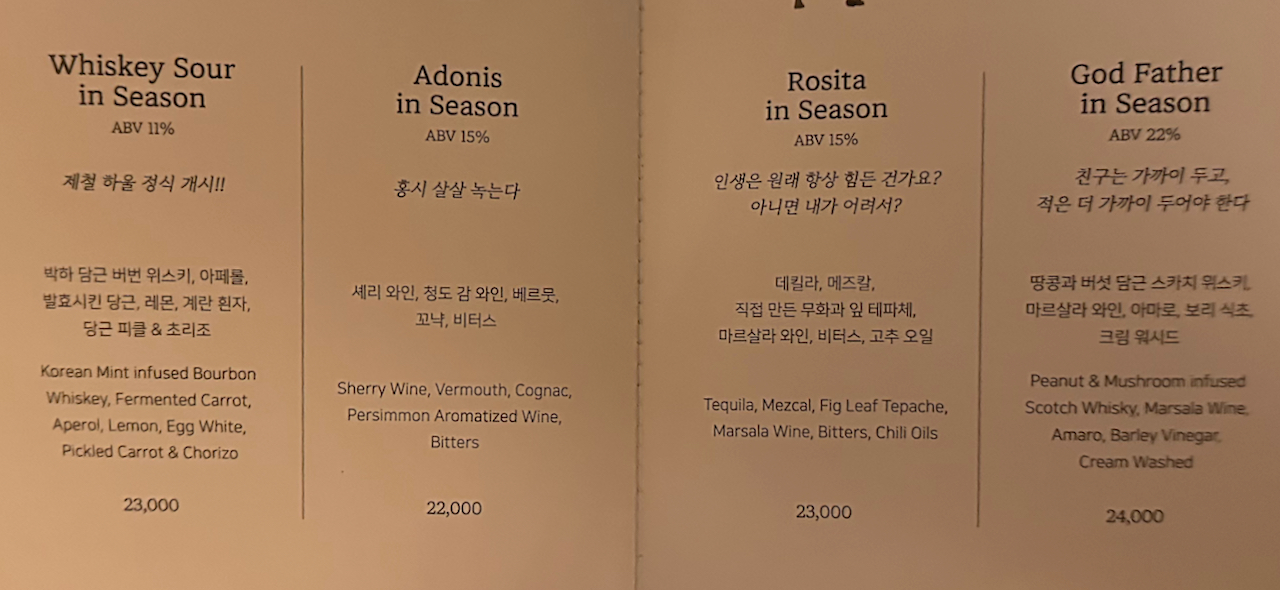 Whiskey Sour
in Season
ABV 11%
제철 하울 정식 개시!!
박하 담근 버번 위스키, 아페롤,
발효시킨 당근, 레몬, 계란 흰자,
당근 피클 & 초리조
Korean Mint infused Bourbon
Whiskey, Fermented Carrot,
Aperol, Lemon, Egg White,
Pickled Carrot & Chorizo
23,000
Adonis
in Season
ABV 15%
홍시 살살 녹는다
셰리 와인, 청도 감 와인, 베르뭇,
꼬냑, 비터스
Sherry Wine, Vermouth, Cognac,
Persimmon Aromatized Wine,
Bitters
22,000
Rosita
in Season
ABV 15%
인생은 원래 항상 힘든 건가요?
아니면 내가 어려서?
데킬라, 메즈칼,
직접 만든 무화과 잎 테파체,
마르살라 와인, 비터스, 고추 오일
Tequila, Mezcal, Fig Leaf Tepache,
Marsala Wine, Bitters, Chili Oils
23,000
God Father
in Season
ABV 22%
친구는 가까이 두고,
적은 더 가까이 두어야 한다
땅콩과 버섯 담근 스카치 위스키,
마르살라 와인, 아마로, 보리 식초,
크림 워시드
Peanut & Mushroom infused
Scotch Whisky, Marsala Wine,
Amaro, Barley Vinegar,
Cream Washed
24,000